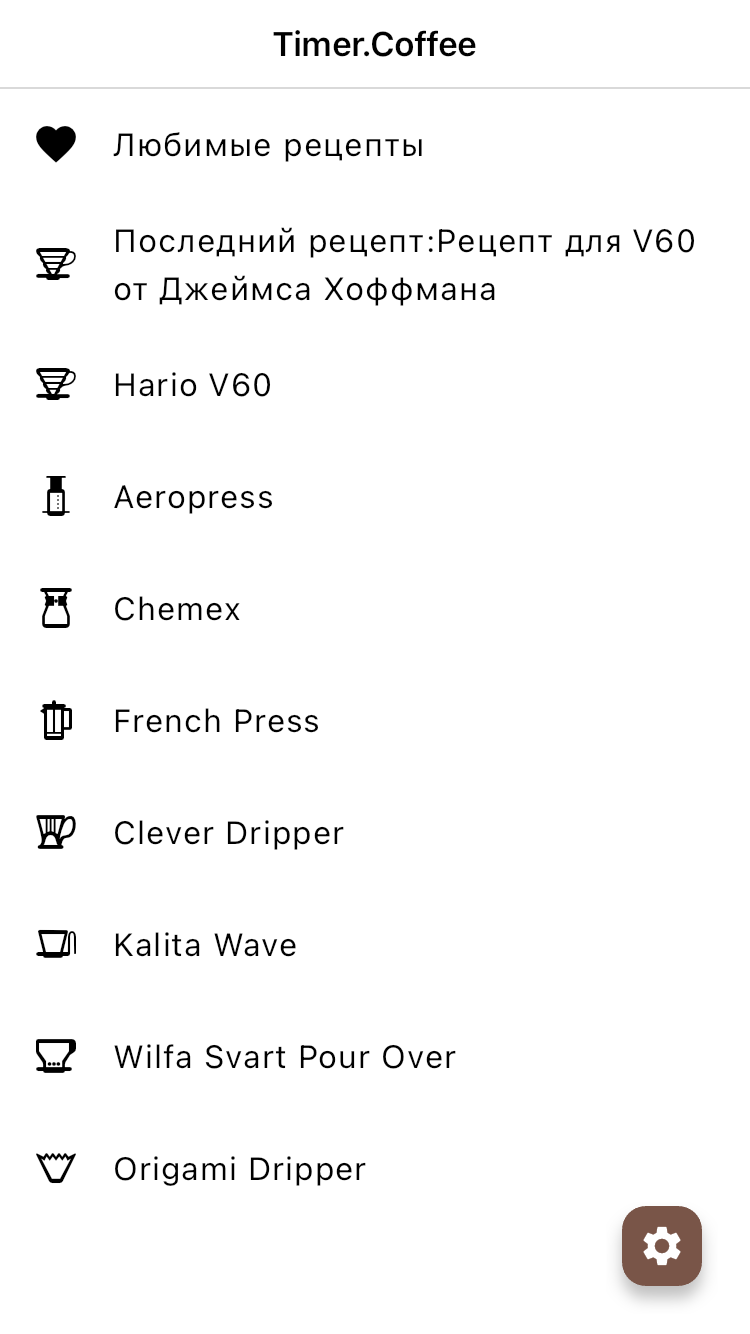 Timer.Coffee
Любимые рецепты
Последний рецепт:Рецепт для V60
от Джеймса Хоффмана
Hario V60
Aeropress
Chemex
French Press
Clever Dripper
Kalita Wave
Wilfa Svart Pour Over
Origami Dripper